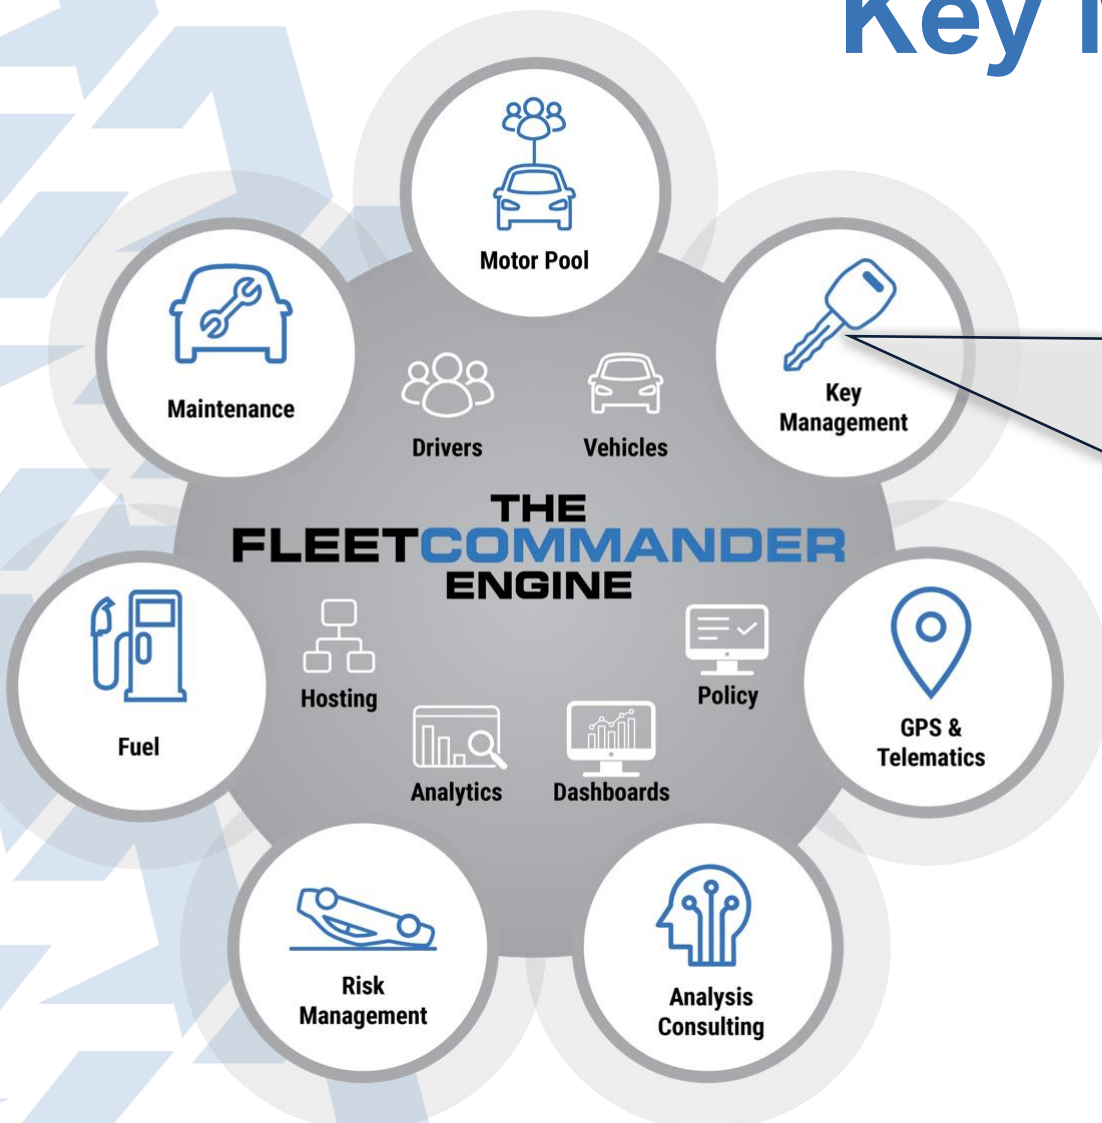 Key
Motor Pool
Maintenance
Key
Management
Drivers
Vehicles
THE
FLEETCOMMANDER
ENGINE
Hosting
Policy
Fuel
GPS &
Telematics
Analytics
Dashboards
Risk
Management
Analysis
Consulting